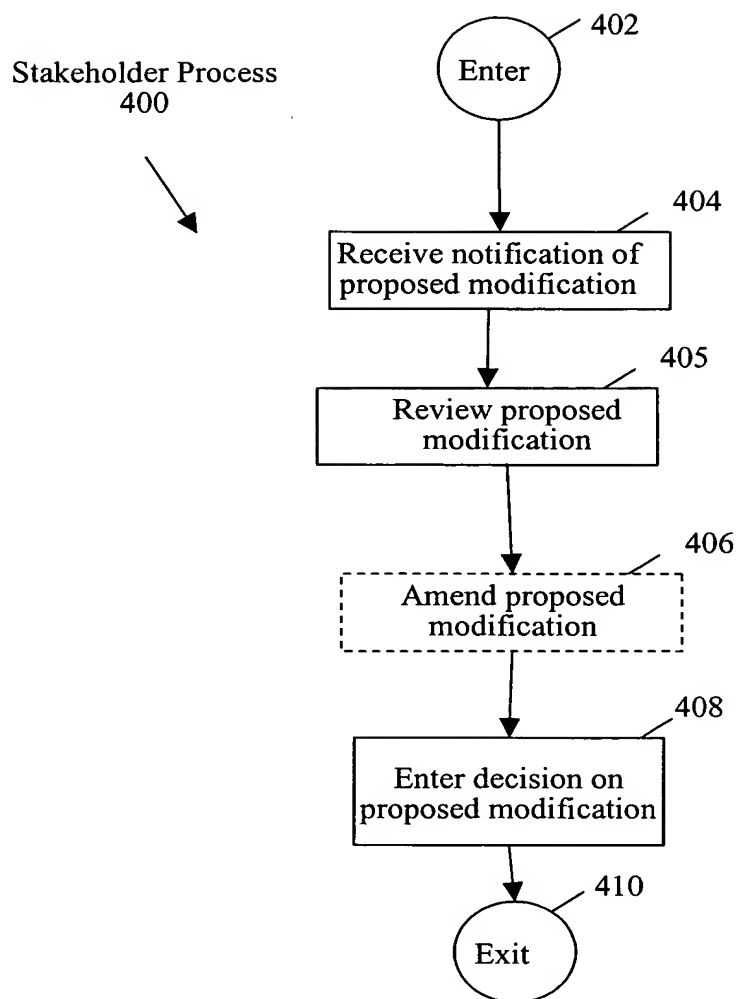 402
Enter
Stakeholder Process
400
404
Receive notification of
proposed modification
405
Review proposed
modification
406
Amend proposed
modification
408
Enter decision on
proposed modification
410
Exit